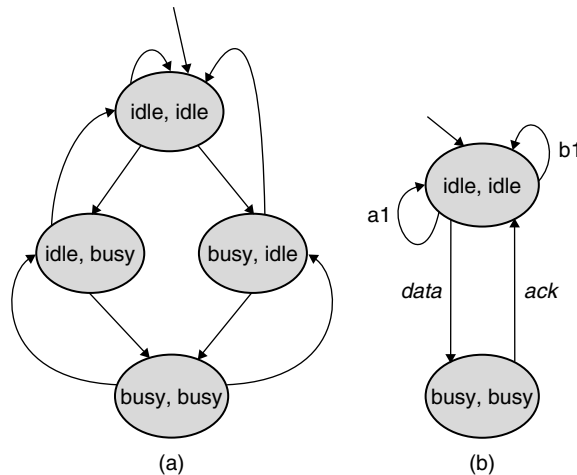 idle, idle
idle, busy
busy, idle
busy, busy
(a)
idle, idle
b1
a1
data
ack
busy, busy
(b)